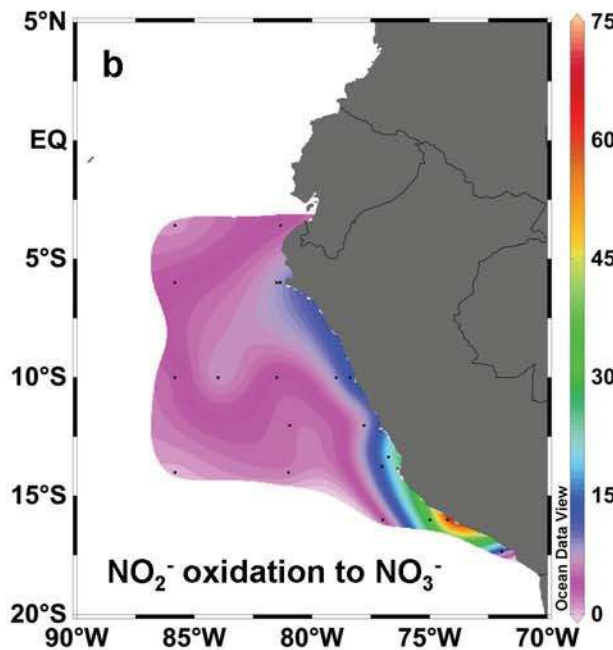 5°N
b
EQ
5°S
10°S
15°S
20°S
NO₂⁻ oxidation to NO₃⁻
90°W 85°W 80°W 75°W 70°W
75
60
45
30
15
0
Ocean Data View